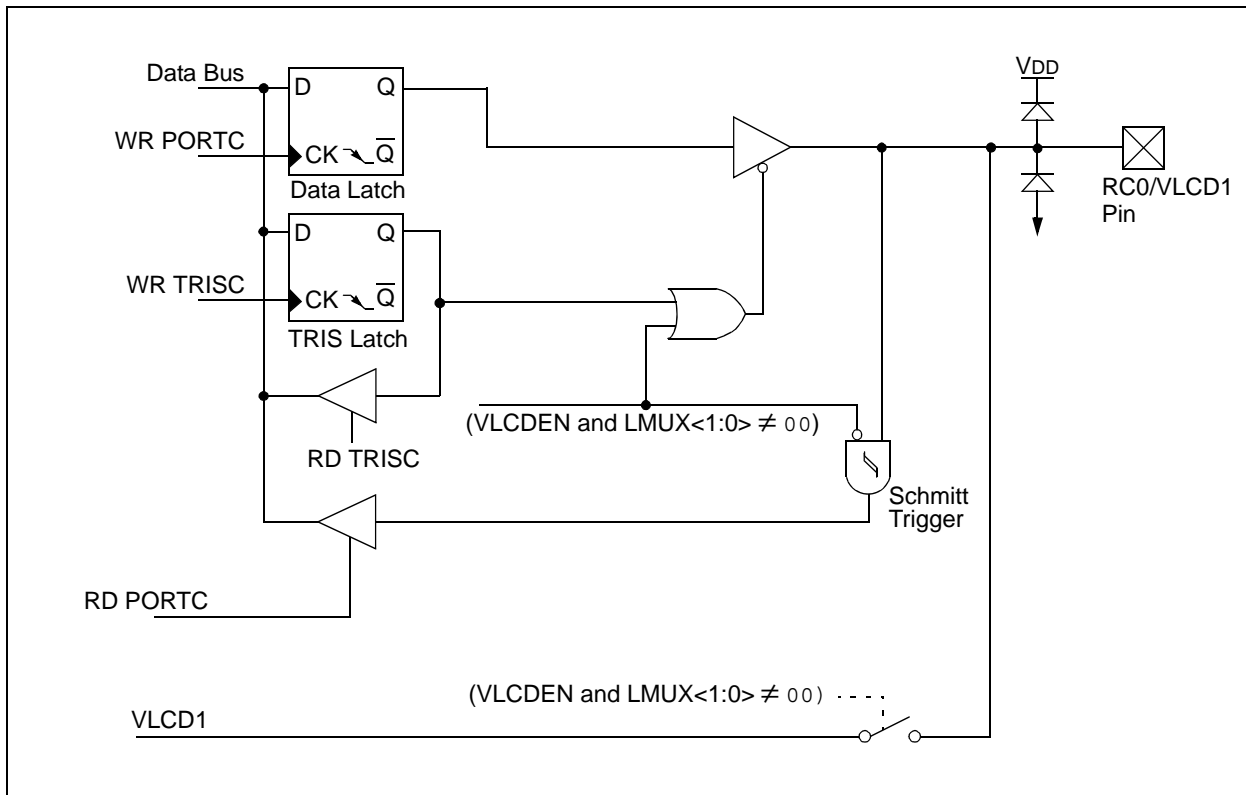 Data Bus
D Q
VDD
WR PORTC
CK Q̅
Data Latch
RC0/VLCD1
Pin
D Q
WR TRISC
CK Q̅
TRIS Latch
(VLCDEN and LMUX<1:0> ≠ 00)
RD TRISC
Schmitt
Trigger
RD PORTC
(VLCDEN and LMUX<1:0> ≠ 00)
VLCD1